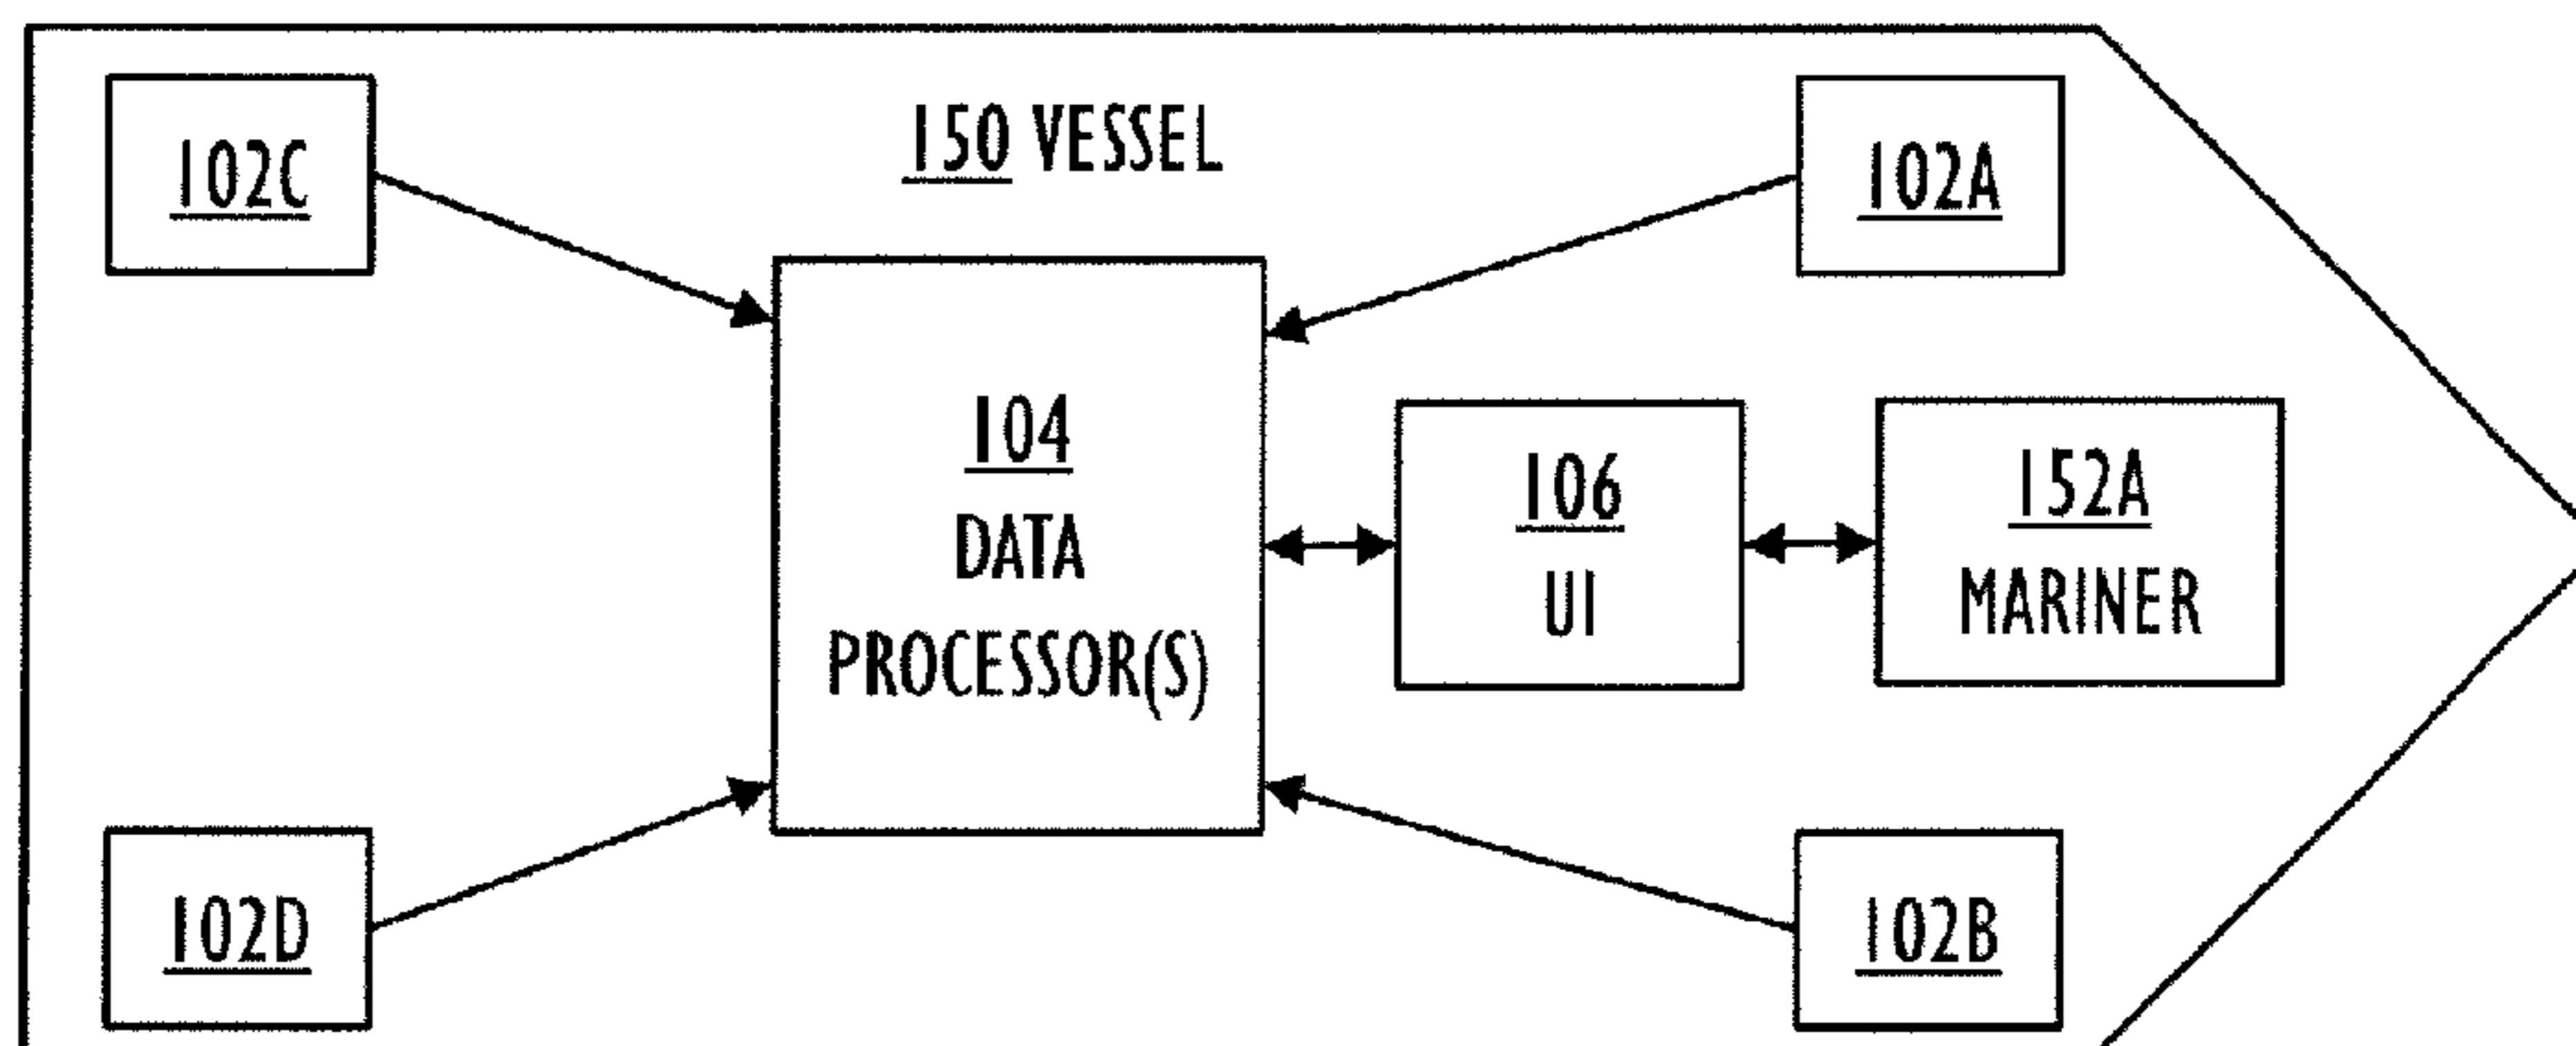 150 VESSEL
102C
102A
104
DATA
PROCESSOR(S)
106
UI
152A
MARINER
102D
102B